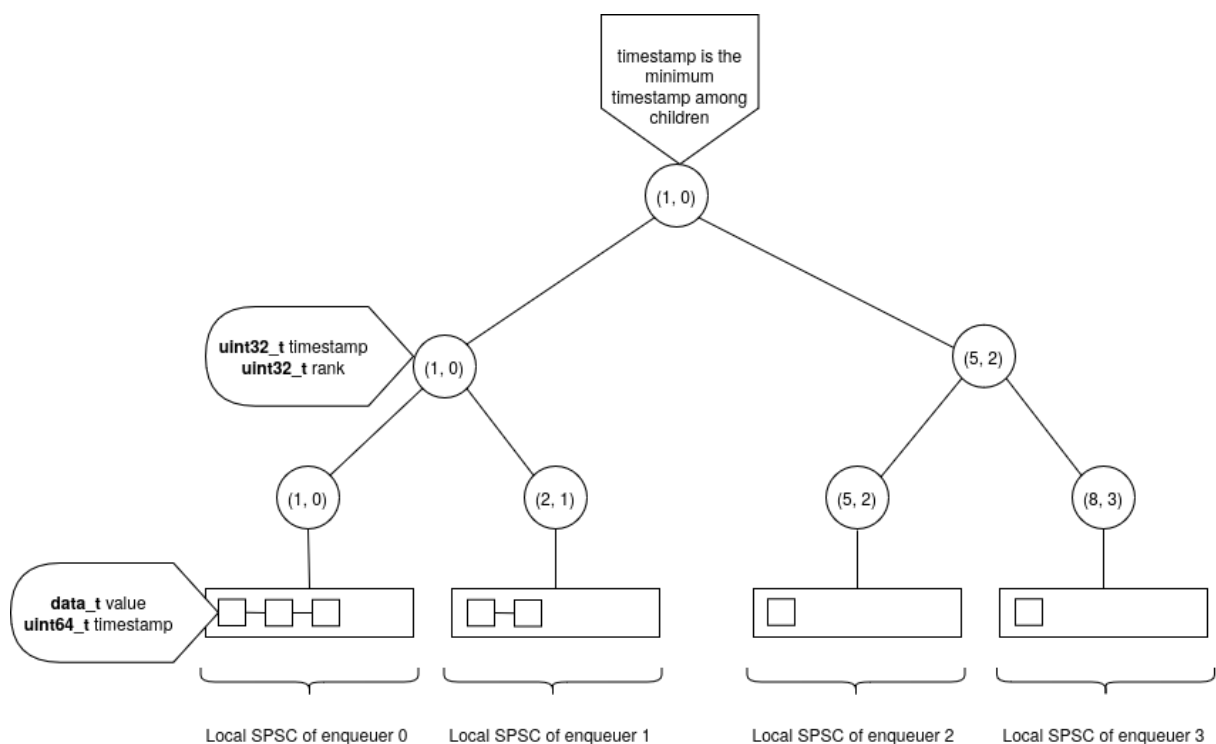 timestamp is the
minimum
timestamp among
children
(1, 0)
uint32_t timestamp
uint32_t rank
(1, 0)
(5, 2)
(1, 0)
(2, 1)
(5, 2)
(8, 3)
data_t value
uint64_t timestamp
Local SPSC of enqueuer 0
Local SPSC of enqueuer 1
Local SPSC of enqueuer 2
Local SPSC of enqueuer 3